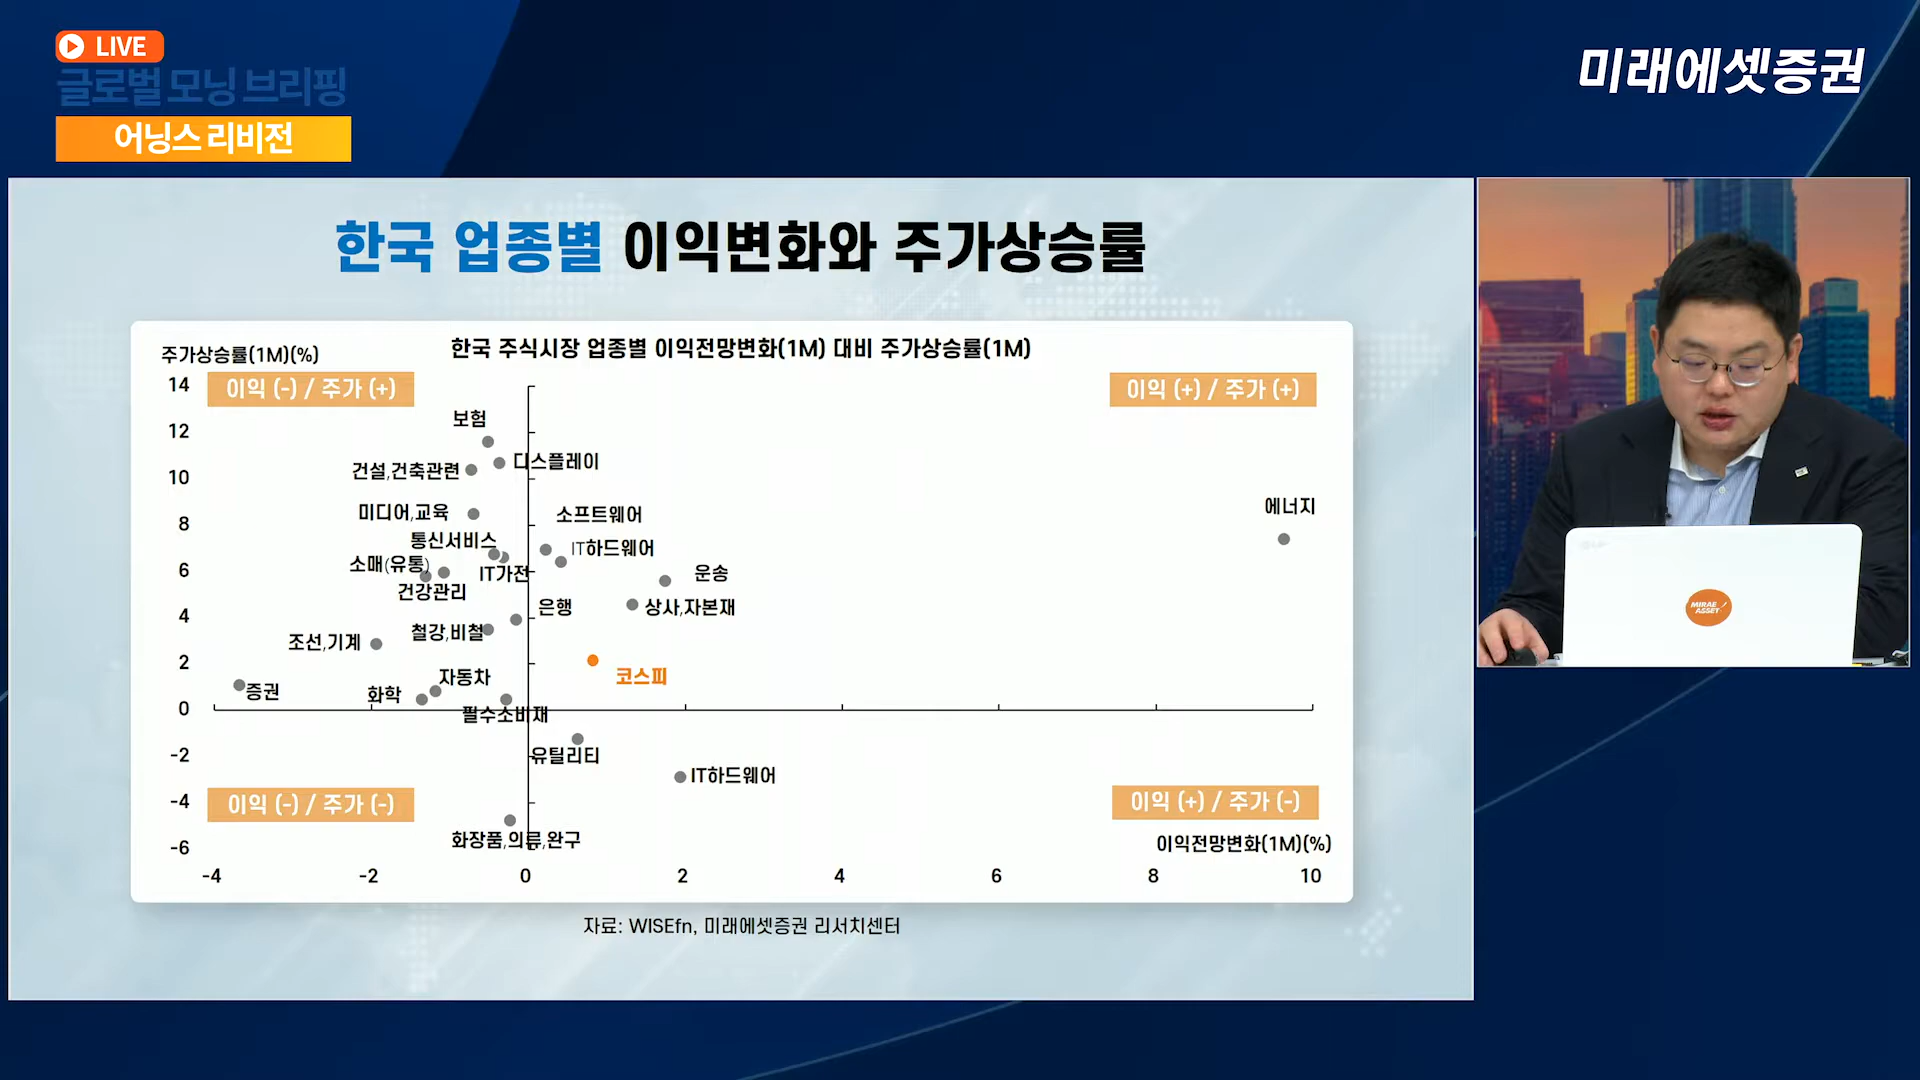 LIVE
글로벌 모닝 브리핑
어닝스 리비전
미래에셋증권
한국 업종별 이익변화와 주가상승률
한국 주식시장 업종별 이익전망변화(1M) 대비 주가상승률(1M)
주가상승률(1M)(%)
이익 (-) / 주가 (+)
이익 (+) / 주가 (+)
14
12
10
8
6
4
2
0
-2
-4
-6
보험
디스플레이
건설,건축관련
미디어,교육
소프트웨어
에너지
통신서비스
IT하드웨어
소매(유통)
IT가전
운송
건강관리
은행
상사,자본재
철강,비철
조선,기계
코스피
자동차
증권
화학
필수소비재
유틸리티
IT하드웨어
화장품,의류,완구
이익 (-) / 주가 (-)
이익 (+) / 주가 (-)
이익전망변화(1M)(%)
-4
-2
0
2
4
6
8
10
자료: WISEfn, 미래에셋증권 리서치센터
MIRAE
ASSET